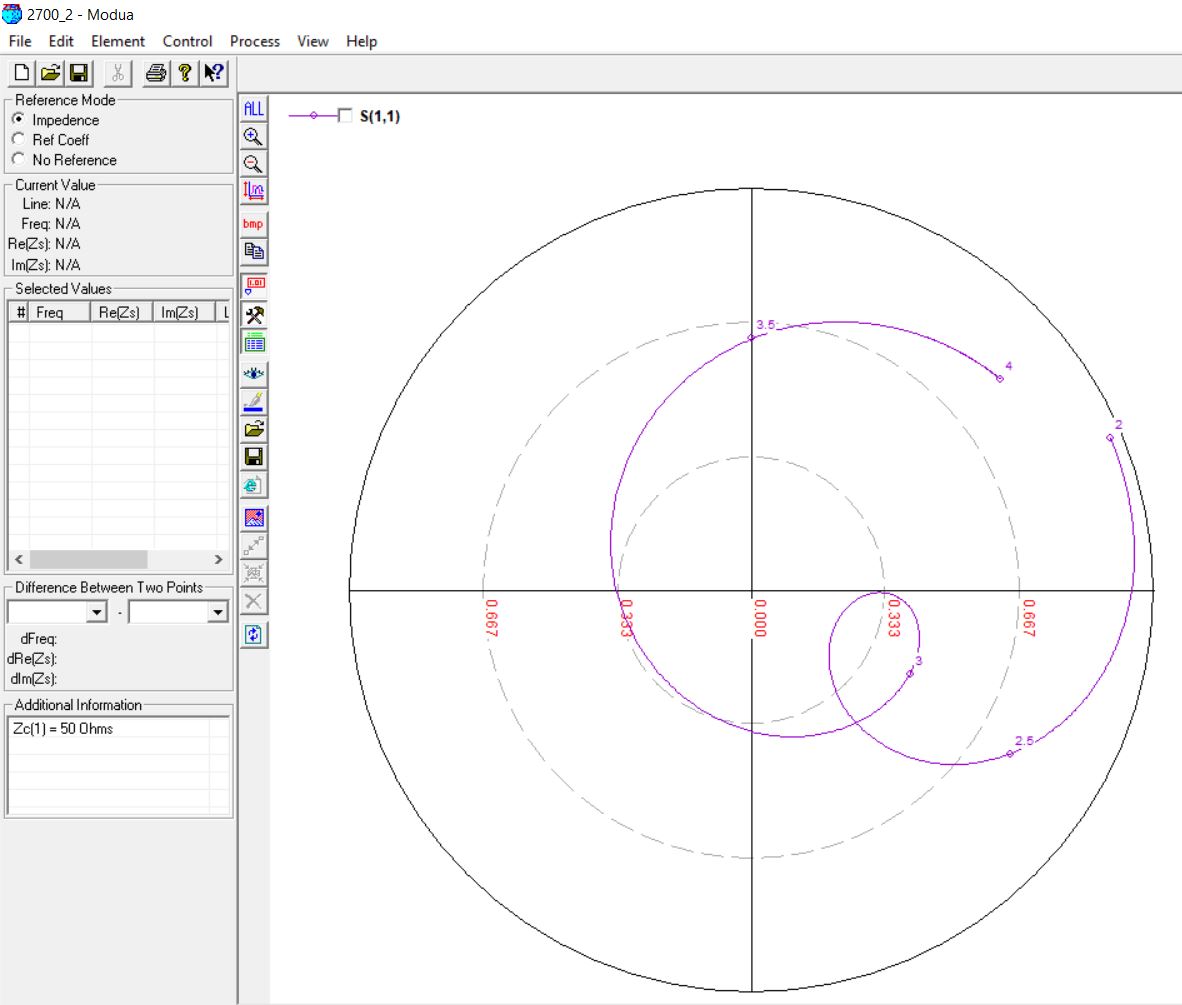 2700_2 - Modua
File Edit Element Control Process View Help
Reference Mode
Impedence
Ref Coeff
No Reference
Current Value
Line: N/A
Freq: N/A
Re(Zs): N/A
Im(Zs): N/A
Selected Values
# Freq Re(Zs) Im(Zs) L
Difference Between Two Points
-
dFreq:
dRe(Zs):
dIm(Zs):
Additional Information
Zc(1) = 50 Ohms
ALL
bmp
1.01
S(1,1)
3.5
4
2
0.667 0.333 0.000 0.333 0.667
3
2.5